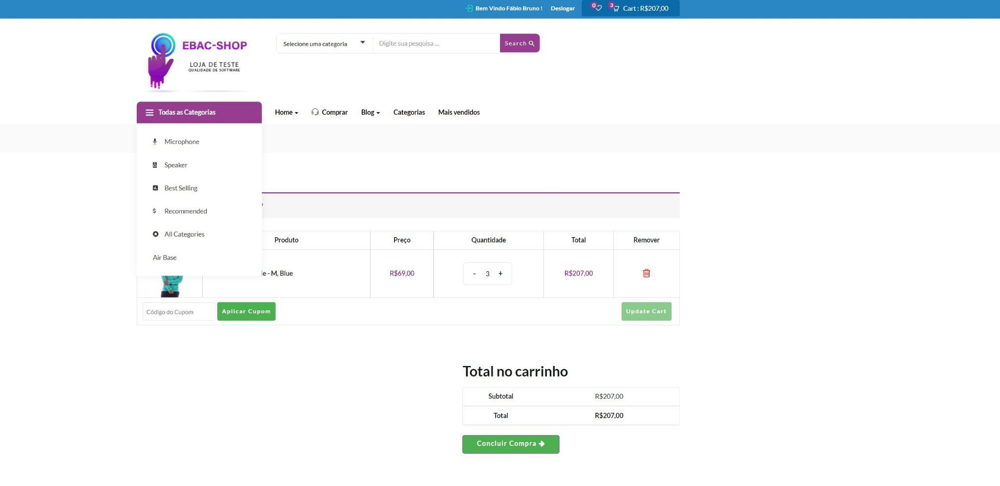 Bem Vindo Fábio Bruno ! Deslogar 0 3 Cart : R$207,00
EBAC-SHOP
LOJA DE TESTE
QUALIDADE DE SOFTWARE
Selecione uma categoria Digite sua pesquisa ... Search
Todas as Categorias Home Comprar Blog Categorias Mais vendidos
Microphone
Speaker
Best Selling
?
Recommended
All Categories
Air Base
Produto Preço Quantidade Total Remover
ie - M, Blue R$69,00 - 3 + R$207,00
Código do Cupom Aplicar Cupom Update Cart
Total no carrinho
Subtotal R$207,00
Total R$207,00
Concluir Compra